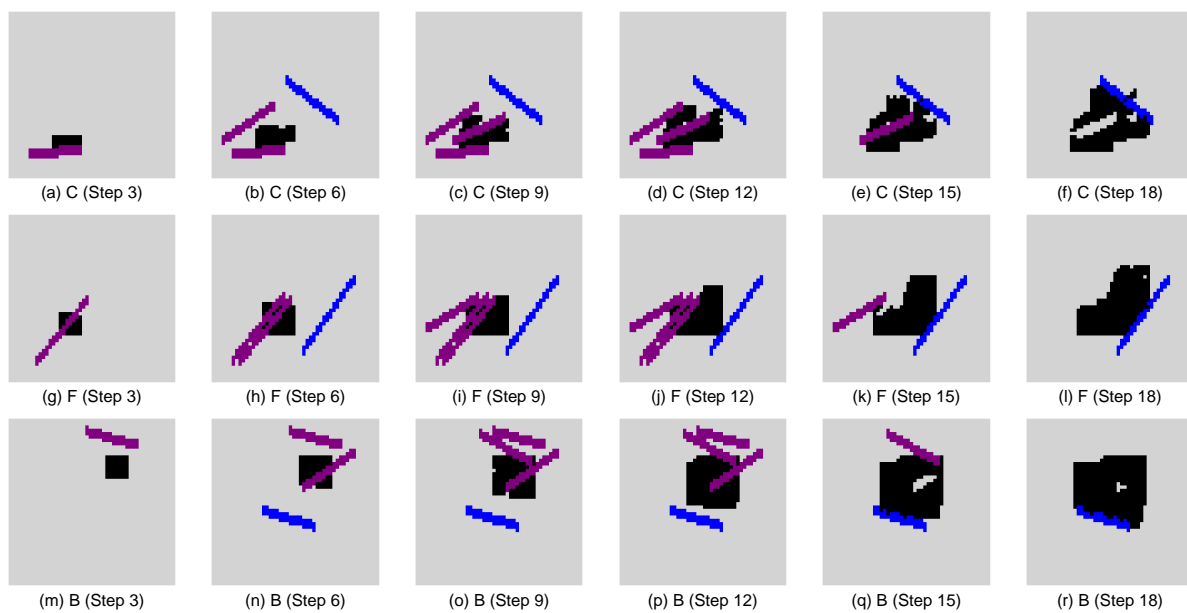 (a) C (Step 3) (b) C (Step 6) (c) C (Step 9) (d) C (Step 12) (e) C (Step 15) (f) C (Step 18)
(g) F (Step 3) (h) F (Step 6) (i) F (Step 9) (j) F (Step 12) (k) F (Step 15) (l) F (Step 18)
(m) B (Step 3) (n) B (Step 6) (o) B (Step 9) (p) B (Step 12) (q) B (Step 15) (r) B (Step 18)